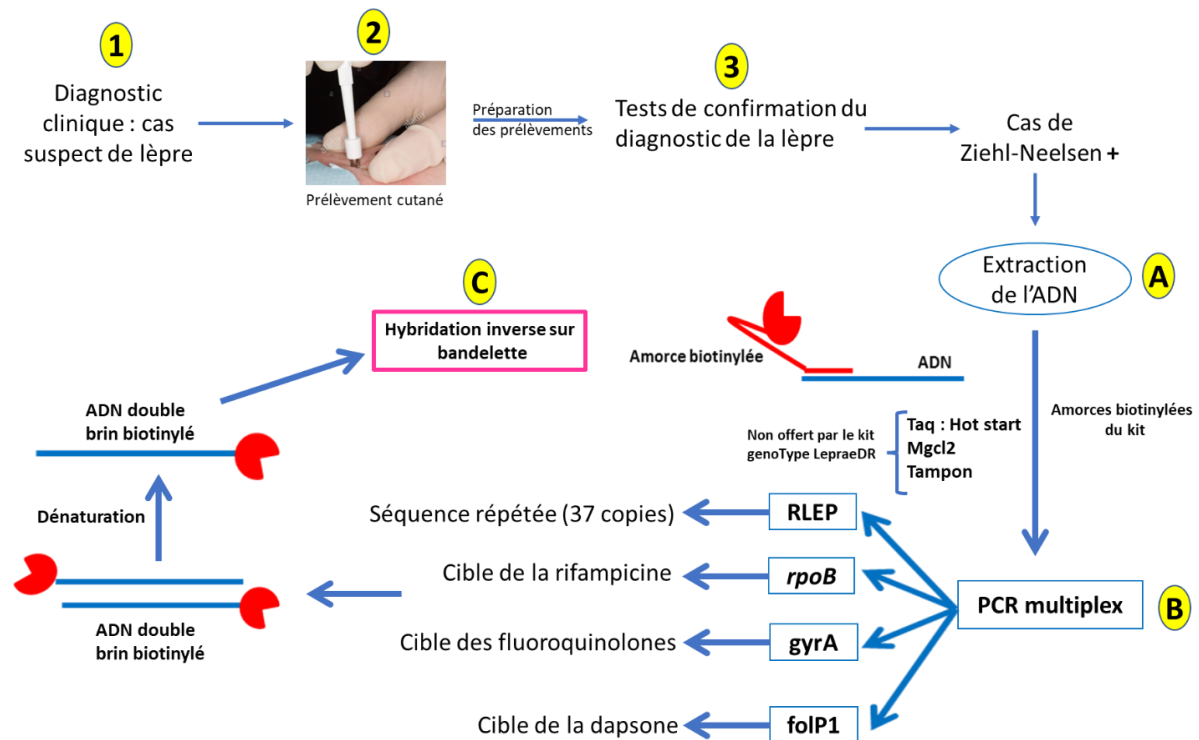 1
Diagnostic
clinique : cas
suspect de lèpre
2
Prélèvement cutané
Préparation
des prélèvements
3
Tests de confirmation du
diagnostic de la lèpre
Cas de
Ziehl-Neelsen +
A
Extraction
de l'ADN
Amorce biotinylée
ADN
Amorces biotinylées
du kit
Non offert par le kit
genoType LepraeDR
Taq : Hot start
Mgcl2
Tampon
B
PCR multiplex
RLEP
Séquence répétée (37 copies)
rpoB
Cible de la rifampicine
gyrA
Cible des fluoroquinolones
folP1
Cible de la dapsone
ADN double
brin biotinylé
Dénaturation
ADN double
brin biotinylé
C
Hybridation inverse sur
bandelette